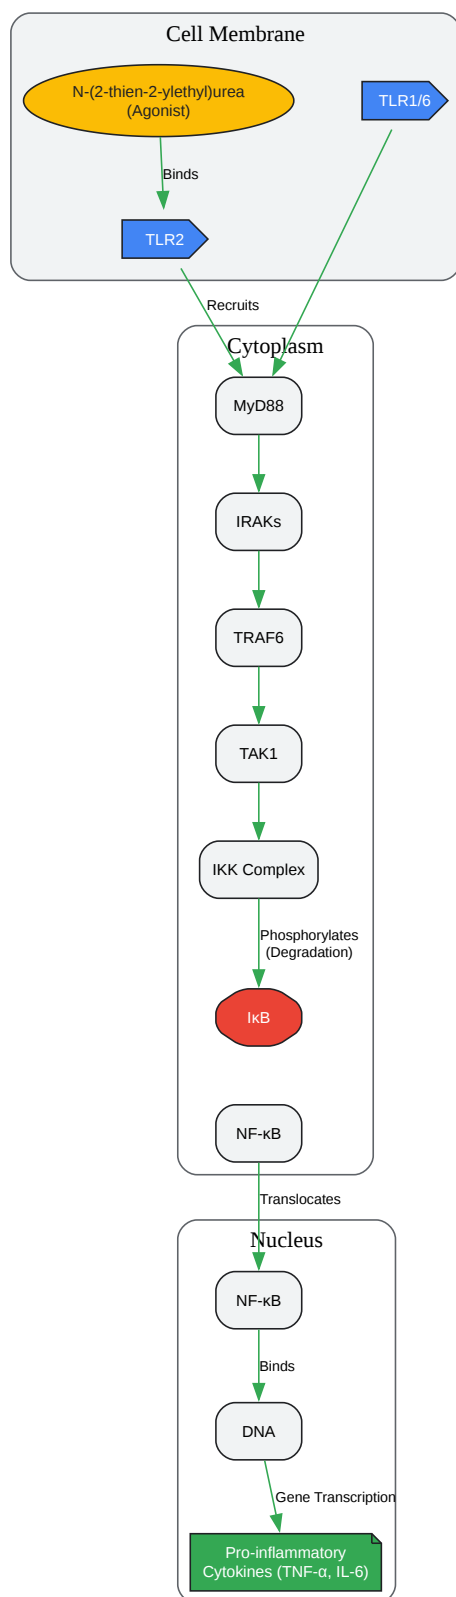 Cell Membrane
N-(2-thien-2-ylethyl)urea
(Agonist)
TLR1/6
Binds
TLR2
Recruits
Cytoplasm
MyD88
IRAKs
TRAF6
TAK1
IKK Complex
Phosphorylates
(Degradation)
IκB
NF-κB
Translocates
Nucleus
NF-κB
Binds
DNA
Gene Transcription
Pro-inflammatory
Cytokines (TNF-α, IL-6)